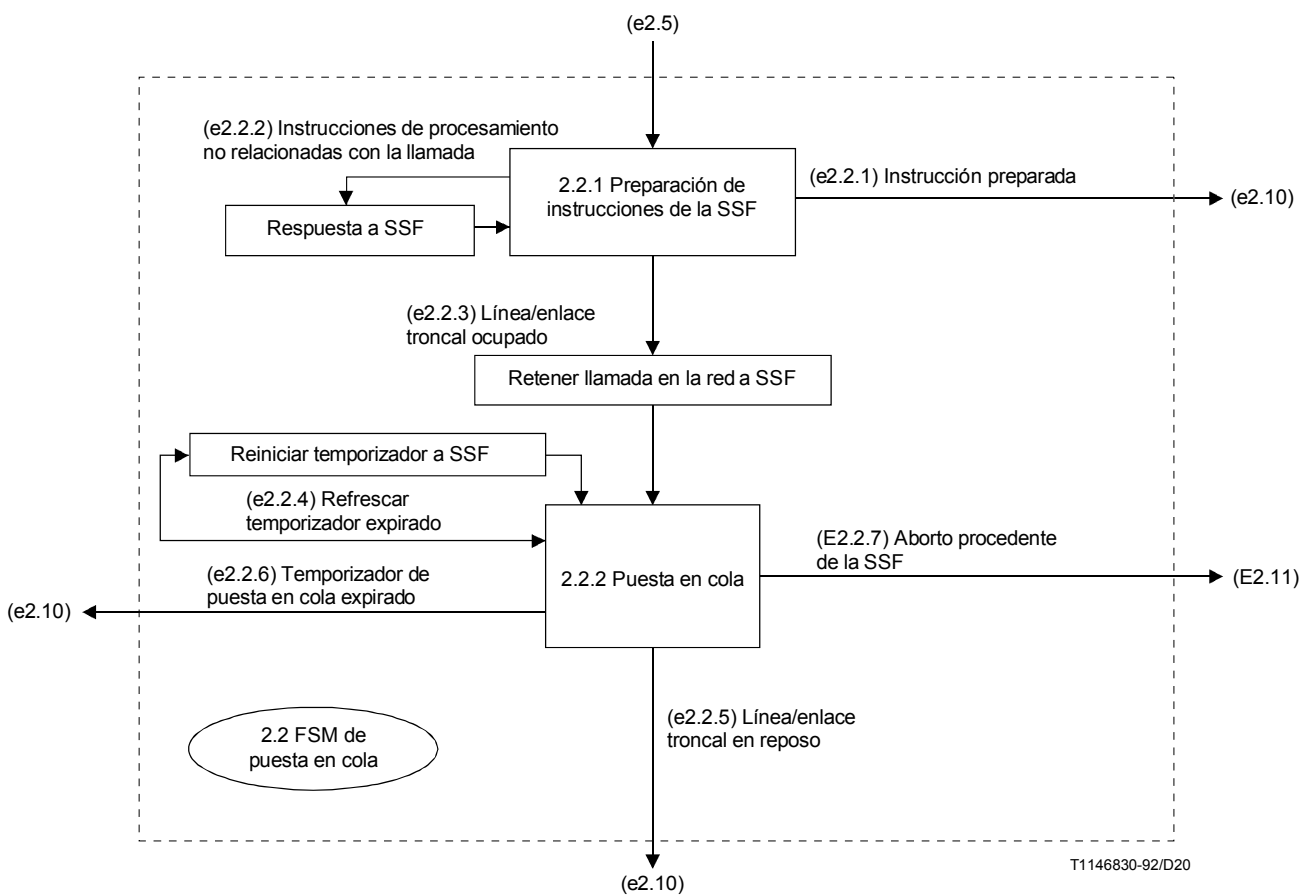 (e2.5)
(e2.2.2) Instrucciones de procesamiento
no relacionadas con la llamada
2.2.1 Preparación de
instrucciones de la SSF
(e2.2.1) Instrucción preparada
(e2.10)
Respuesta a SSF
(e2.2.3) Línea/enlace
troncal ocupado
Retener llamada en la red a SSF
Reiniciar temporizador a SSF
(e2.2.4) Refrescar
temporizador expirado
(E2.2.7) Aborto procedente
de la SSF
(e2.2.6) Temporizador de
puesta en cola expirado
2.2.2 Puesta en cola
(E2.11)
(e2.10)
(e2.2.5) Línea/enlace
troncal en reposo
2.2 FSM de
puesta en cola
T1146830-92/D20
(e2.10)